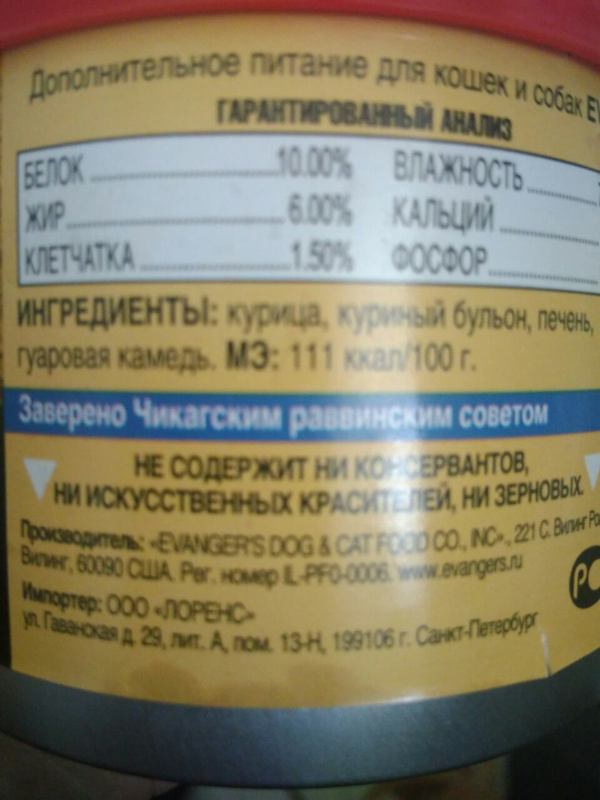 Дополнительное питание для кошек и собак EV
ГАРАНТИРОВАННЫЙ АНАЛИЗ
БЕЛОК 10.00% ВЛАЖНОСТЬ
ЖИР 6.00% КАЛЬЦИЙ
КЛЕТЧАТКА 1.50% ФОСФОР
ИНГРЕДИЕНТЫ: курица, куриный бульон, печень,
гуаровая камедь. МЭ: 111 ккал/100 г.
Заверено Чикагским раввинским советом
НЕ СОДЕРЖИТ НИ КОНСЕРВАНТОВ,
НИ ИСКУССТВЕННЫХ КРАСИТЕЛЕЙ, НИ ЗЕРНОВЫХ.
Производитель: «EVANGER'S DOG & CAT FOOD CO., INC», 221 С. Вилинг Ро
Вилинг, 60090 США. Рег. номер IL-PFO-0006. www.evangers.ru
Импортер: ООО «ЛОРЕНС»
ул. Гаванская д. 29, лит. А, пом. 13-Н, 199106 г. Санкт-Петербург